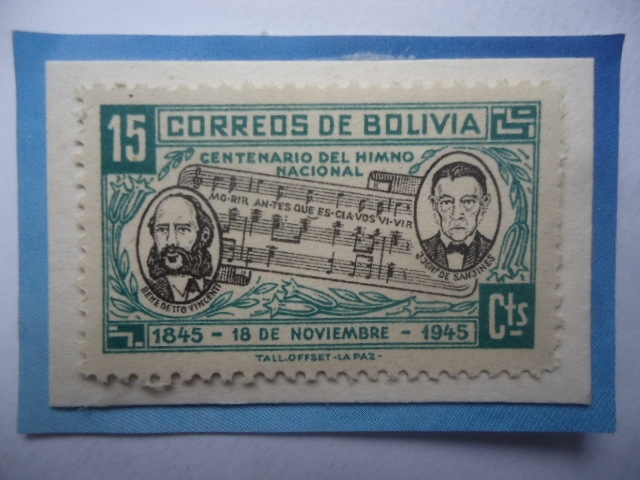 15 CORREOS DE BOLIVIA
CENTENARIO DEL HIMNO
NACIONAL
MO-RIR AN-TES QUE ES-CLA-VOS VI-VIR
BENEDETTO VINCENTI
DE SANJINES
Cts
1845 - 18 DE NOVIEMBRE - 1945
TALL. OFFSET - LA PAZ -